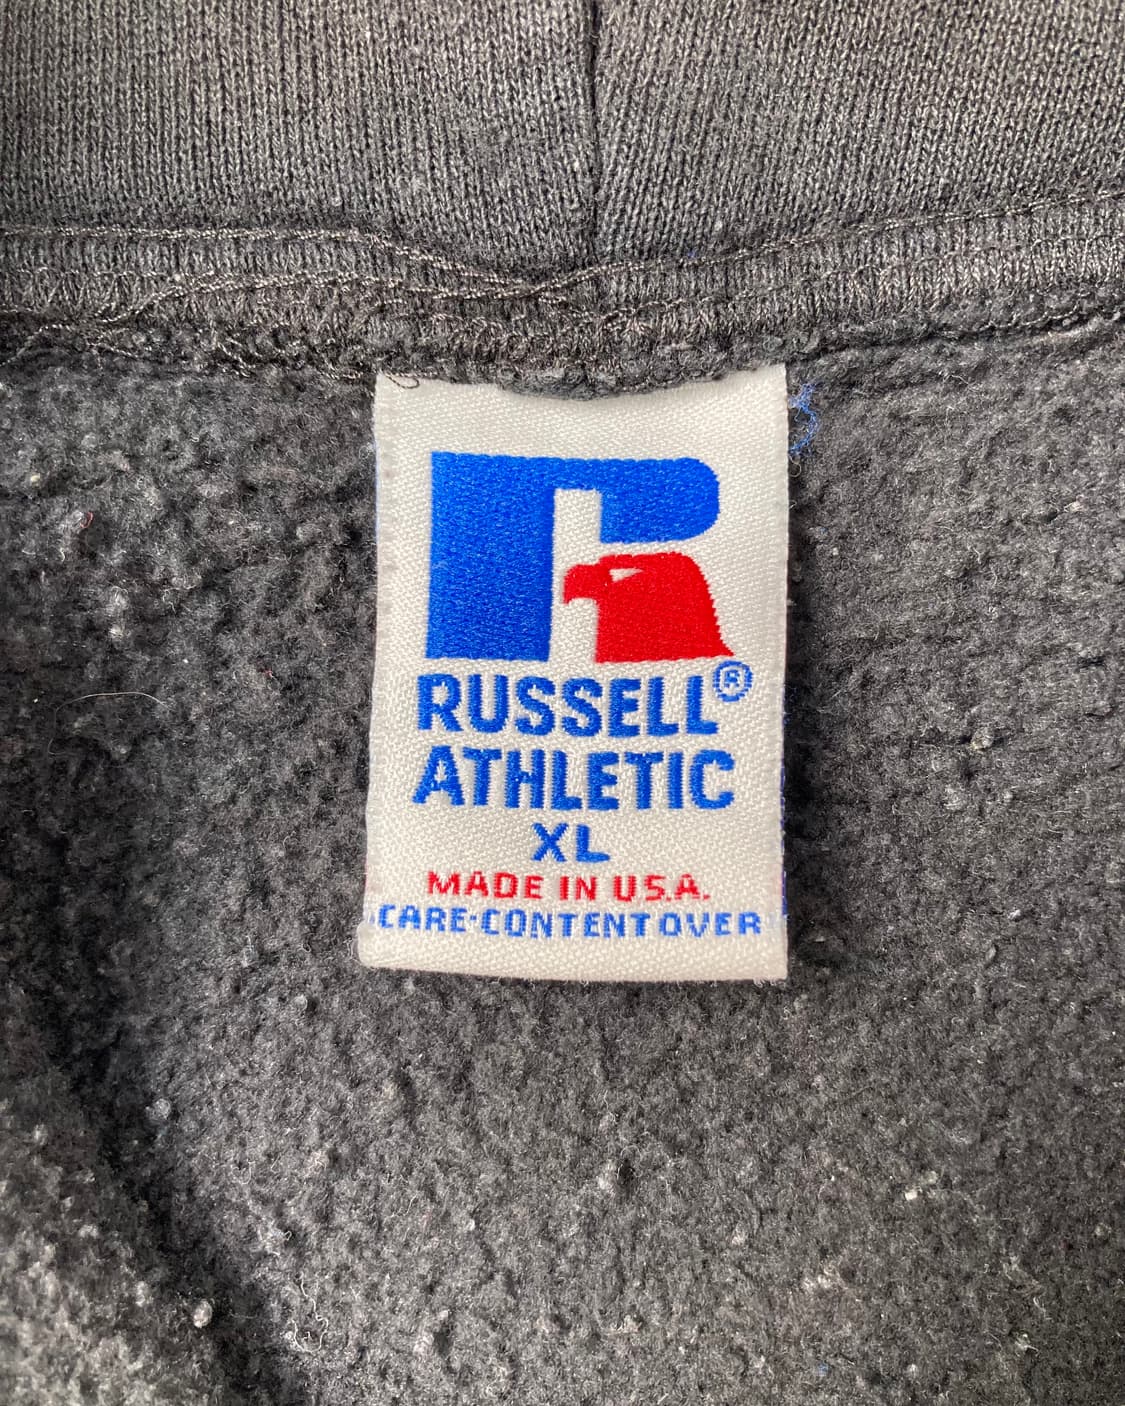 RUSSELL®
ATHLETIC
XL
MADE IN U.S.A.
CARE-CONTENT OVER